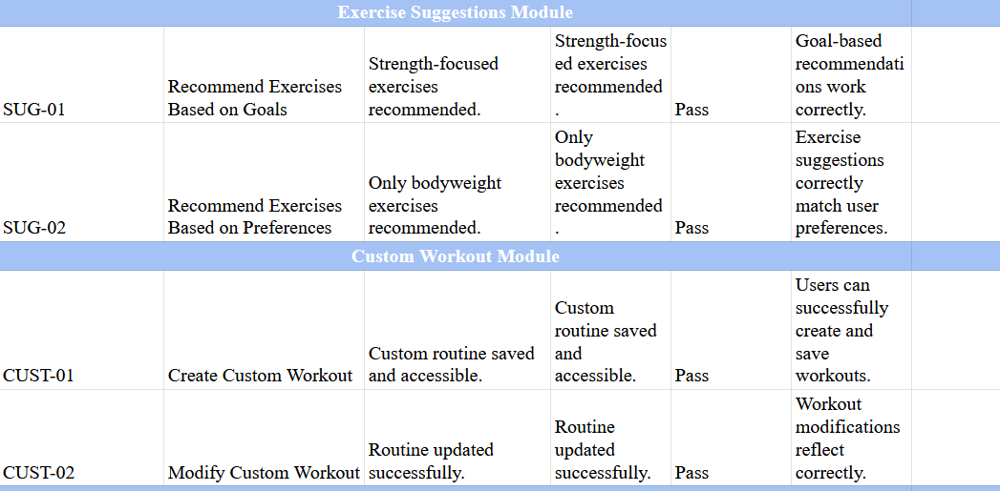 Exercise Suggestions Module
SUG-01
Recommend Exercises
Based on Goals
Strength-focused
exercises
recommended.
Strength-focus
ed exercises
recommended
.
Pass
Goal-based
recommendati
ons work
correctly.
SUG-02
Recommend Exercises
Based on Preferences
Only bodyweight
exercises
recommended.
Only
bodyweight
exercises
recommended
.
Pass
Exercise
suggestions
correctly
match user
preferences.
Custom Workout Module
CUST-01
Create Custom Workout
Custom routine saved
and accessible.
Custom
routine saved
and
accessible.
Pass
Users can
successfully
create and
save
workouts.
CUST-02
Modify Custom Workout
Routine updated
successfully.
Routine
updated
successfully.
Pass
Workout
modifications
reflect
correctly.